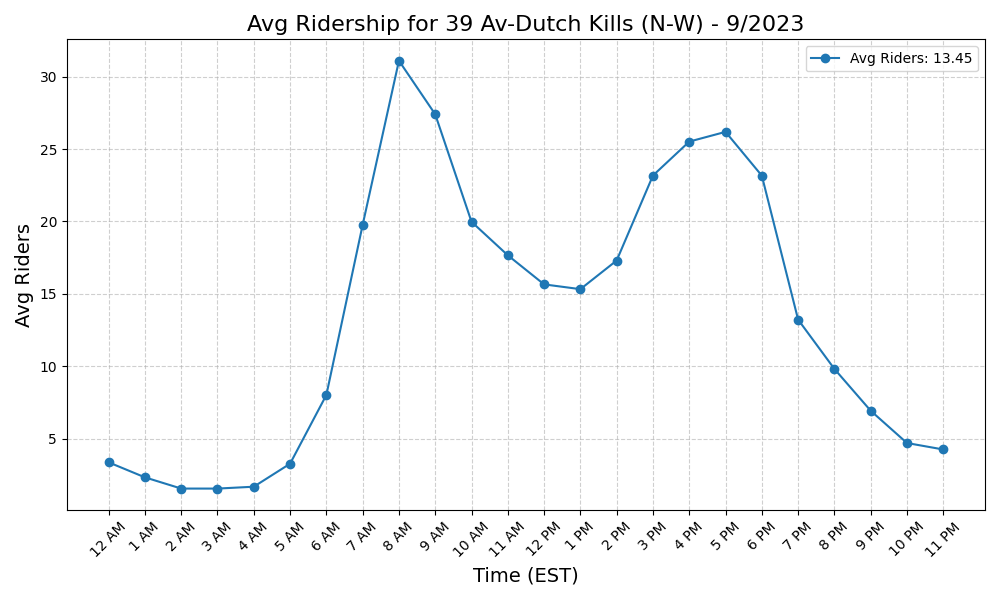 Avg Ridership for 39 Av-Dutch Kills (N-W) - 9/2023
Avg Riders: 13.45
Avg Riders
30
25
20
15
10
5
12 AM
1 AM
2 AM
3 AM
4 AM
5 AM
6 AM
7 AM
8 AM
9 AM
10 AM
11 AM
12 PM
1 PM
2 PM
3 PM
4 PM
5 PM
6 PM
7 PM
8 PM
9 PM
10 PM
11 PM
Time (EST)